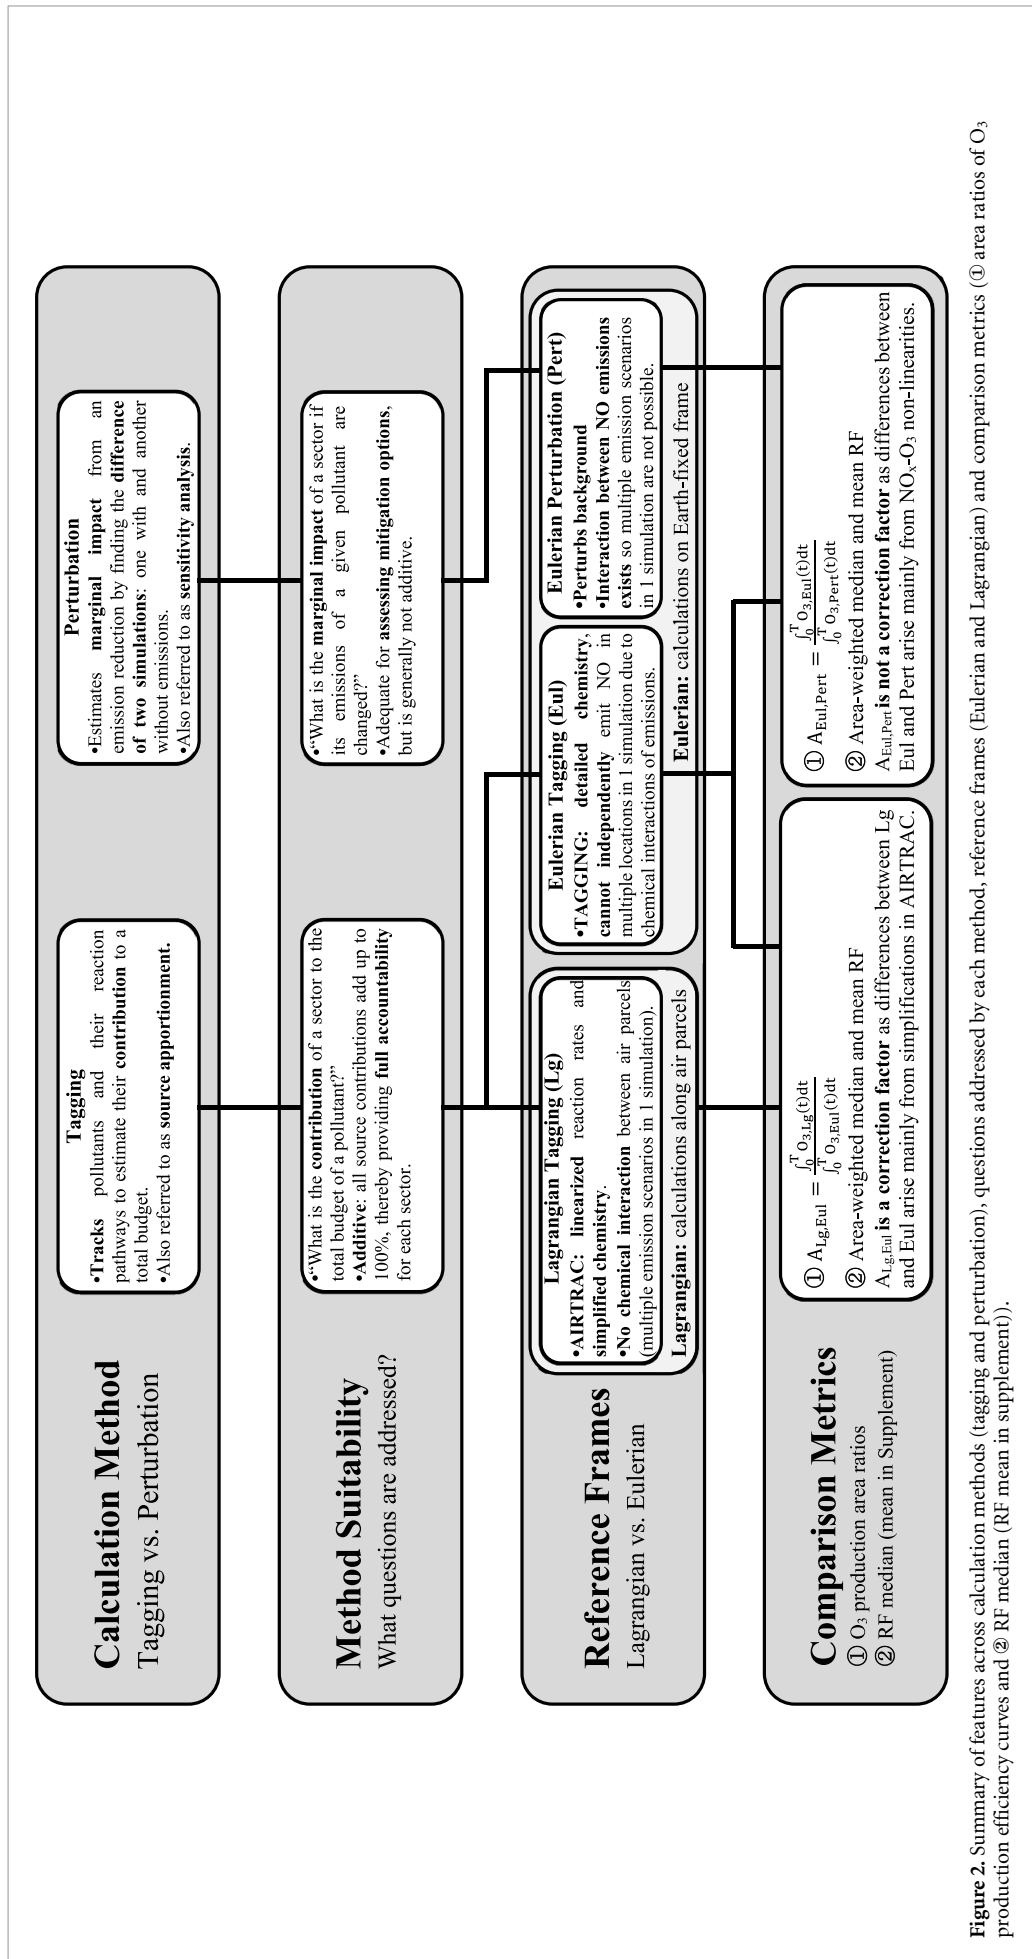 Calculation Method
Tagging vs. Perturbation
Tagging
•Tracks pollutants and their reaction
pathways to estimate their contribution to a
total budget.
•Also referred to as source apportionment.
Perturbation
•Estimates marginal impact from an
emission reduction by finding the difference
of two simulations: one with and another
without emissions.
•Also referred to as sensitivity analysis.
Method Suitability
What questions are addressed?
•“What is the contribution of a sector to the
total budget of a pollutant?”
•Additive: all source contributions add up to
100%, thereby providing full accountability
for each sector.
•“What is the marginal impact of a sector if
its emissions of a given pollutant are
changed?”
•Adequate for assessing mitigation options,
but is generally not additive.
Reference Frames
Lagrangian vs. Eulerian
Lagrangian Tagging (Lg)
•AIRTRAC: linearized reaction rates and
simplified chemistry.
•No chemical interaction between air parcels
(multiple emission scenarios in 1 simulation).
Lagrangian: calculations along air parcels
Eulerian Tagging (Eul)
•TAGGING: detailed chemistry,
cannot independently emit NO in
multiple locations in 1 simulation due to
chemical interactions of emissions.
Eulerian Perturbation (Pert)
•Perturbs background
•Interaction between NO emissions
exists so multiple emission scenarios
in 1 simulation are not possible.
Eulerian: calculations on Earth-fixed frame
Comparison Metrics
① O₃ production area ratios
② RF median (mean in Supplement)
① A_Lg,Eul = ∫₀ᵀ O₃,Lg(t)dt / ∫₀ᵀ O₃,Eul(t)dt
② Area-weighted median and mean RF
A_Lg,Eul is a correction factor as differences between Lg
and Eul arise mainly from simplifications in AIRTRAC.
① A_Eul,Pert = ∫₀ᵀ O₃,Eul(t)dt / ∫₀ᵀ O₃,Pert(t)dt
② Area-weighted median and mean RF
A_Eul,Pert is not a correction factor as differences between
Eul and Pert arise mainly from NOₓ-O₃ non-linearities.
Figure 2. Summary of features across calculation methods (tagging and perturbation), questions addressed by each method, reference frames (Eulerian and Lagrangian) and comparison metrics (① area ratios of O₃
production efficiency curves and ② RF median (RF mean in supplement)).